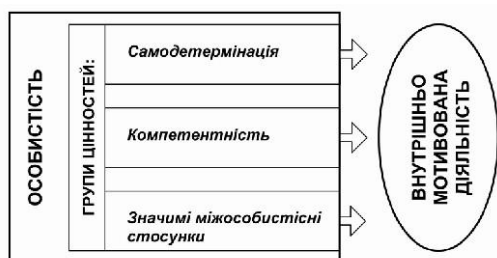 ОСОБИСТІСТЬ
ГРУПИ ЦІННОСТЕЙ:
Самодетермінація
Компетентність
Значимі міжособистісні
стосунки
ВНУТРІШНЬО
МОТИВОВАНА
ДІЯЛЬНІСТЬ